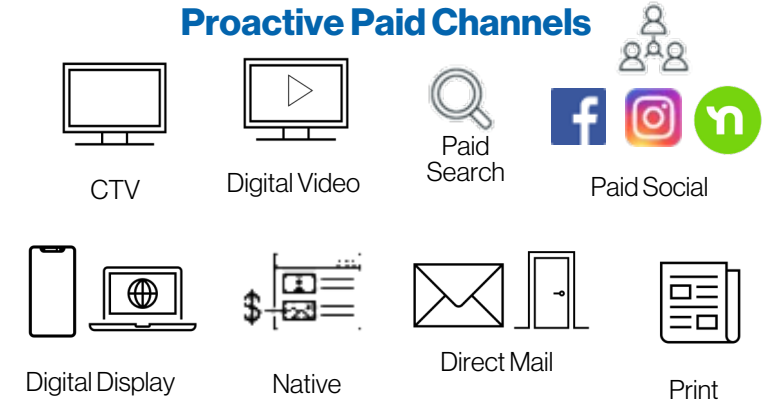 Proactive Paid Channels
CTV
Digital Video
Paid
Search
Paid Social
Digital Display
Native
Direct Mail
Print